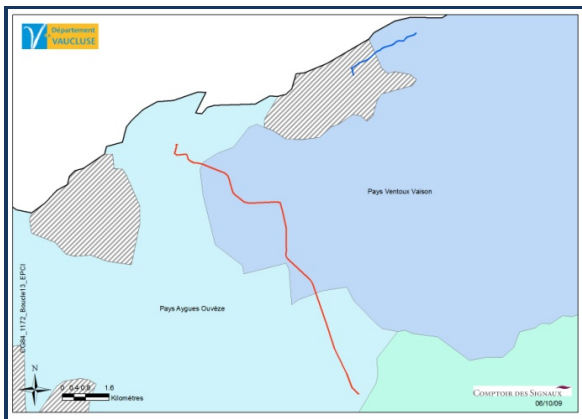 Département
VAUCLUSE
Pays Ventoux Vaison
Pays Aygues Ouvèze
CG84_1172_Boucle13_EPCI
N
0 0,4 0,8 1,6
Kilomètres
COMPTOIR DES SIGNAUX
06/10/09